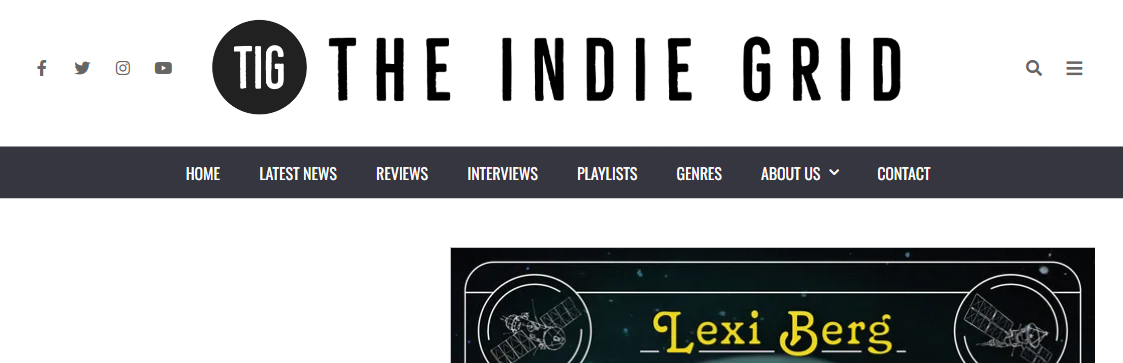 TIG THE INDIE GRID
HOME LATEST NEWS REVIEWS INTERVIEWS PLAYLISTS GENRES ABOUT US CONTACT
Lexi Berg